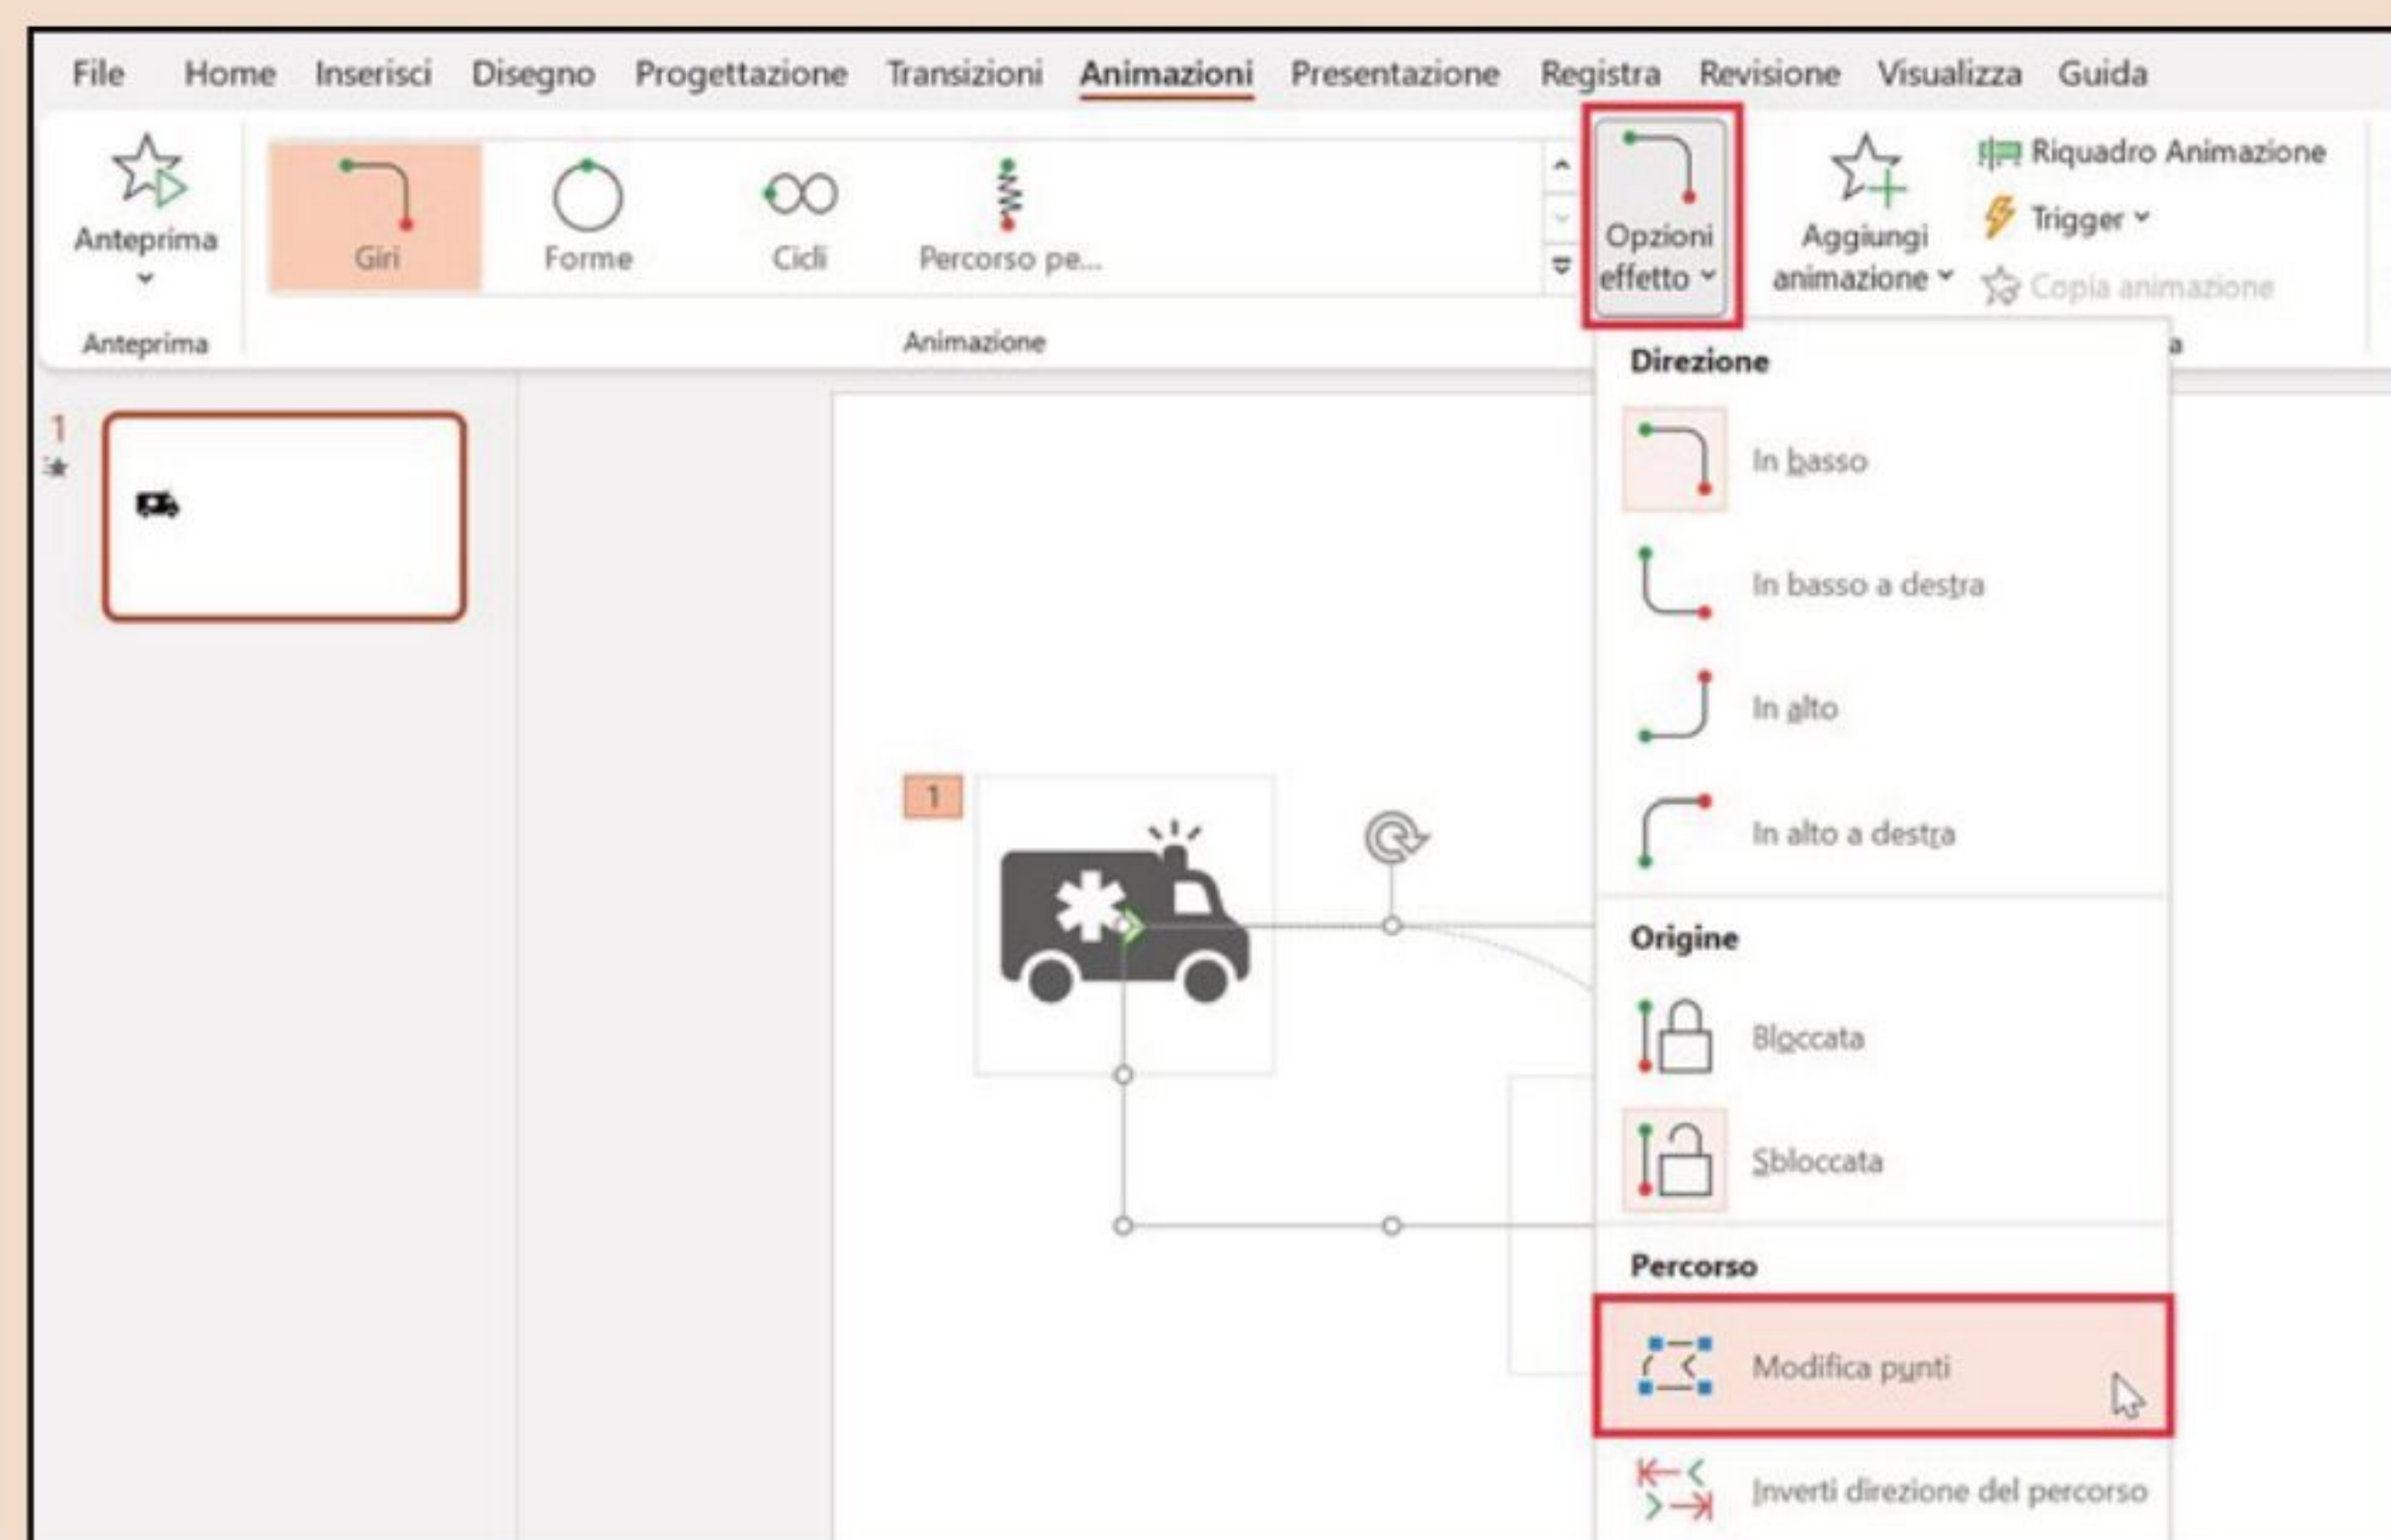 File Home Inserisci Disegno Progettazione Transizioni Animazioni Presentazione Registra Revisione Visualizza Guida
Anteprima
Giri
Forme
Cicli
Percorso pe...
Opzioni
effetto
Aggiungi
animazione
Riquadro Animazione
Trigger
Copia animazione
Anteprima
Animazione
a
Direzione
In basso
In basso a destra
In alto
In alto a destra
Origine
Bloccata
Sbloccata
Percorso
Modifica punti
Inverti direzione del percorso
1
1